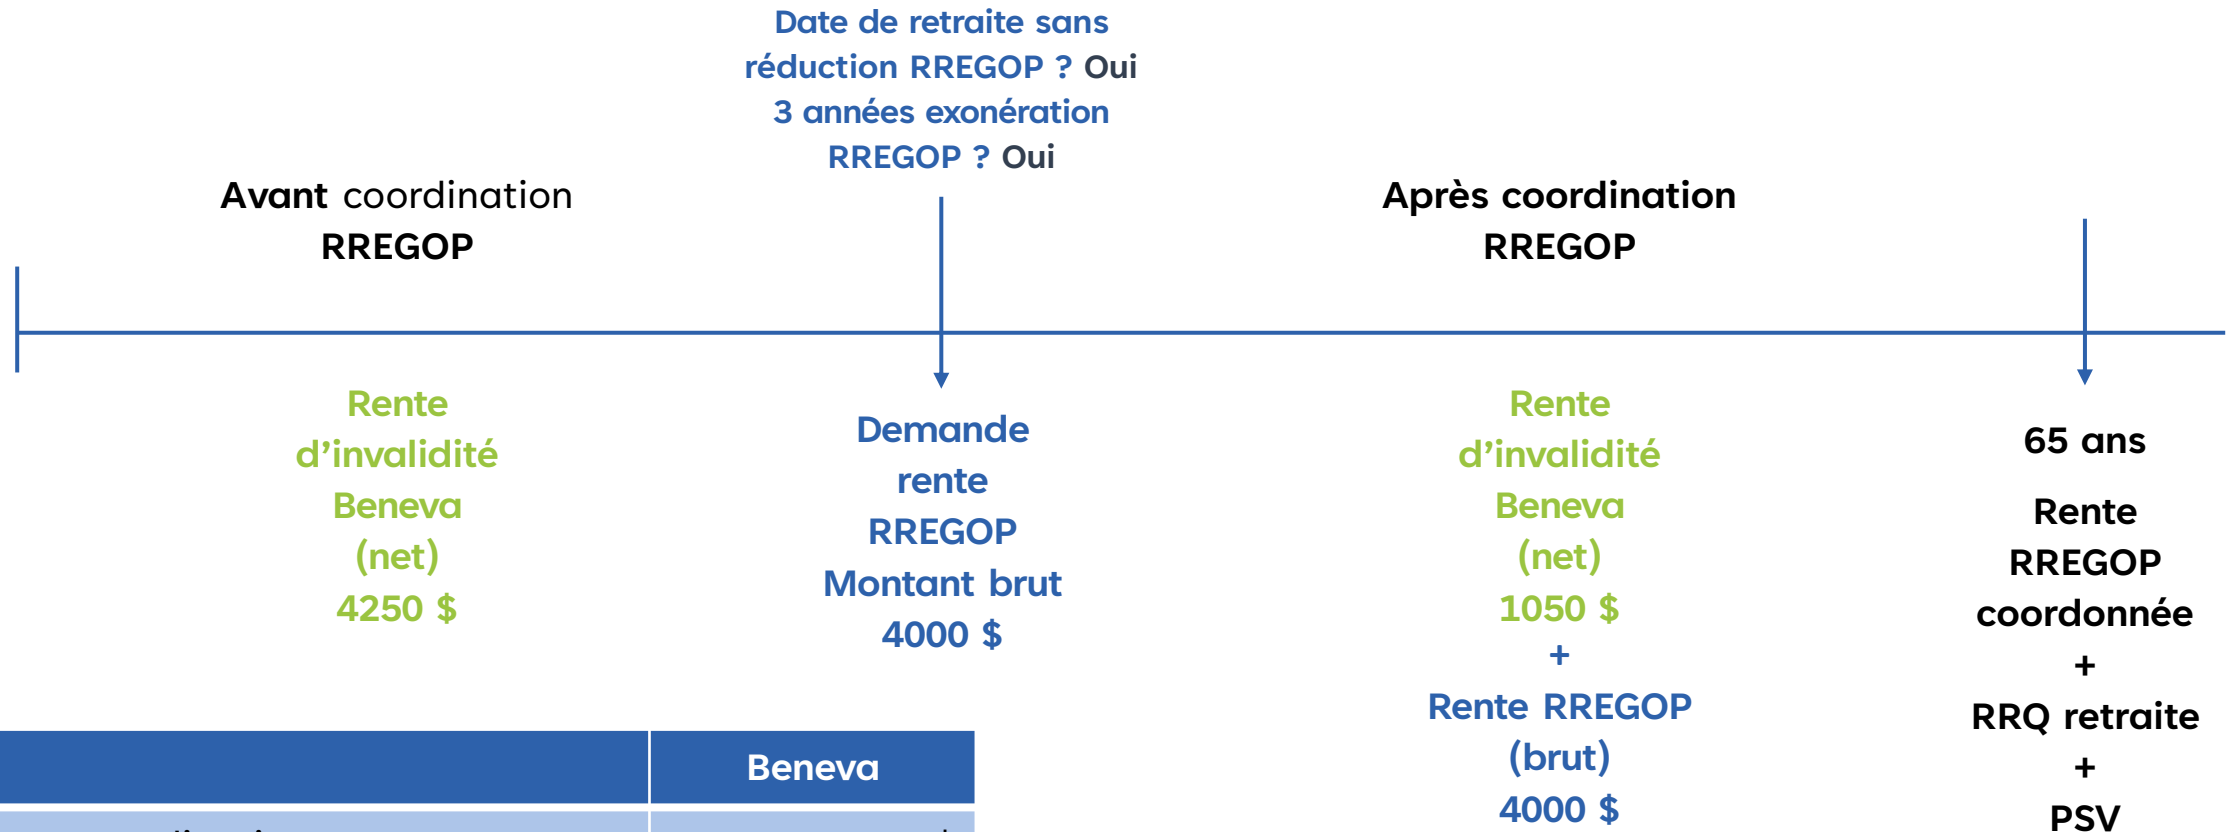 Date de retraite sans
réduction RREGOP ? Oui
3 années exonération
RREGOP ? Oui
Avant coordination
RREGOP
Après coordination
RREGOP
Rente
d'invalidité
Beneva
(net)
4250 $
Demande
rente
RREGOP
Montant brut
4000 $
Rente
d'invalidité
Beneva
(net)
1050 $
+
Rente RREGOP
(brut)
4000 $
65 ans
Rente
RREGOP
coordonnée
+
RRQ retraite
+
PSV
Beneva